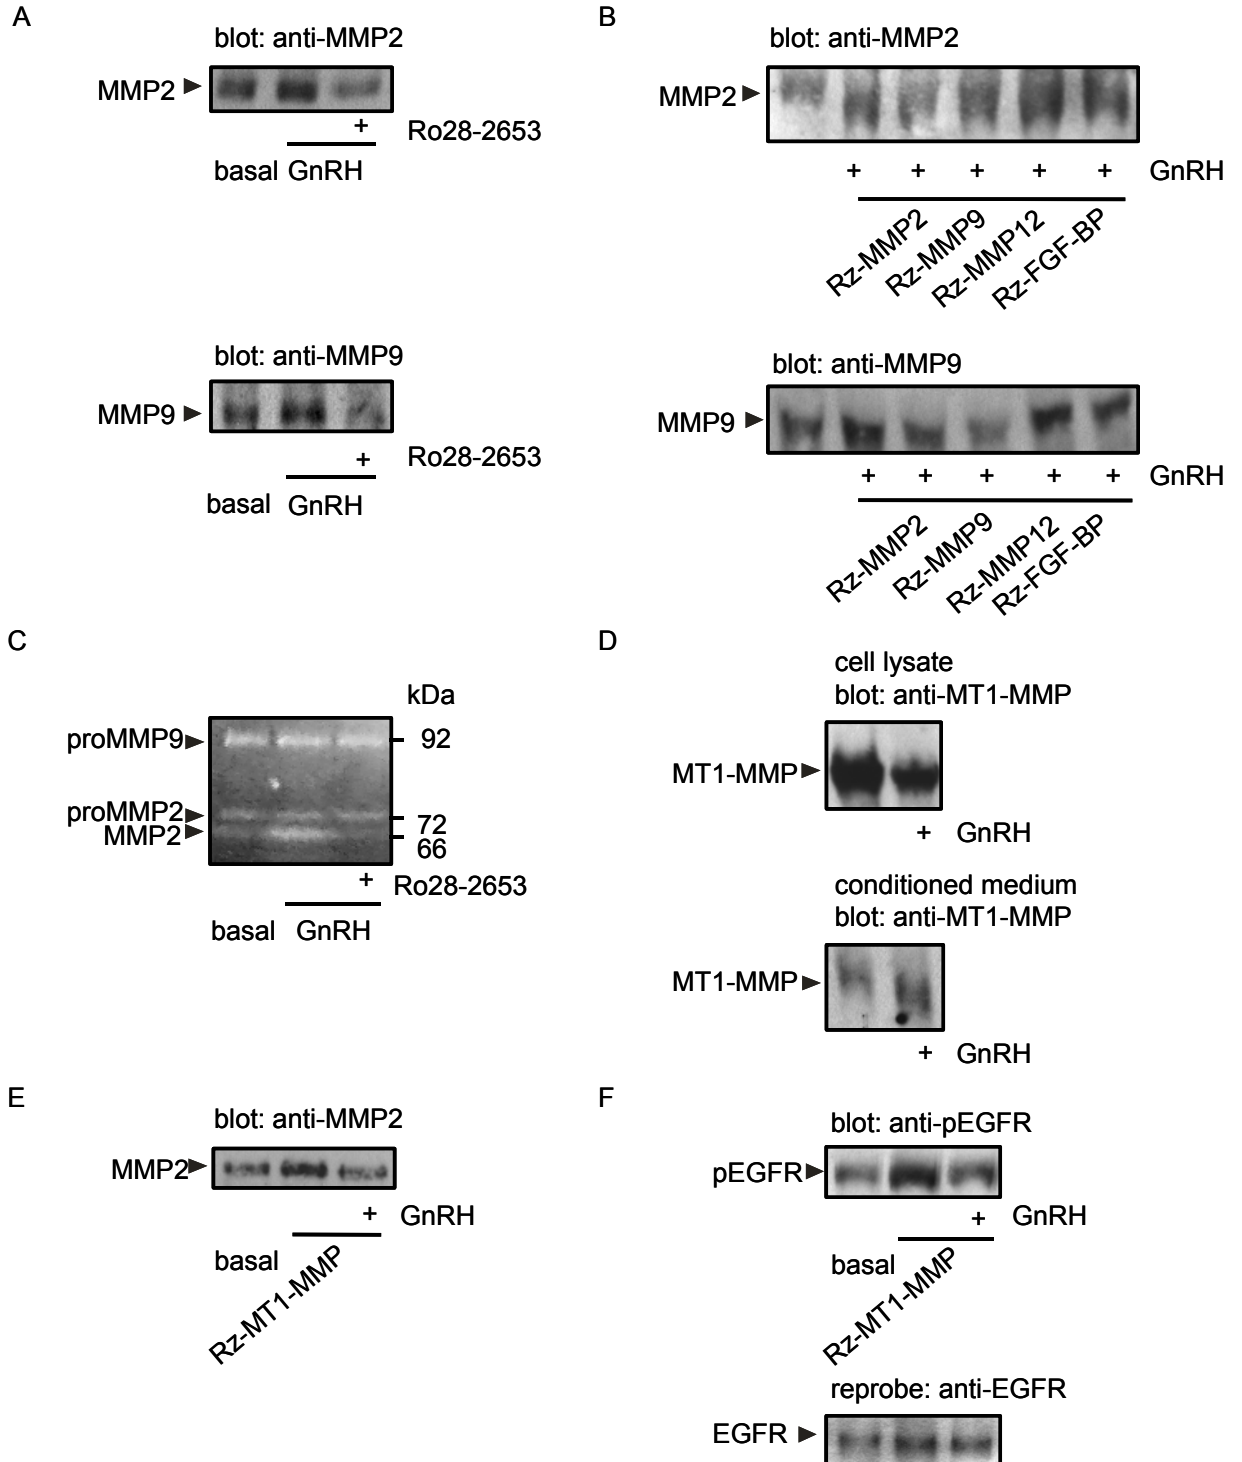 A
blot: anti-MMP2
MMP2
+
Ro28-2653
basal GnRH
blot: anti-MMP9
MMP9
+
Ro28-2653
basal GnRH
B
blot: anti-MMP2
MMP2
+ + + + + GnRH
Rz-MMP2
Rz-MMP9
Rz-MMP12
Rz-FGF-BP
blot: anti-MMP9
MMP9
+ + + + + GnRH
Rz-MMP2
Rz-MMP9
Rz-MMP12
Rz-FGF-BP
C
kDa
proMMP9
92
proMMP2
72
MMP2
66
+
Ro28-2653
basal GnRH
D
cell lysate
blot: anti-MT1-MMP
MT1-MMP
+ GnRH
conditioned medium
blot: anti-MT1-MMP
MT1-MMP
+ GnRH
E
blot: anti-MMP2
MMP2
+ GnRH
basal
Rz-MT1-MMP
F
blot: anti-pEGFR
pEGFR
+ GnRH
basal
Rz-MT1-MMP
reprobe: anti-EGFR
EGFR